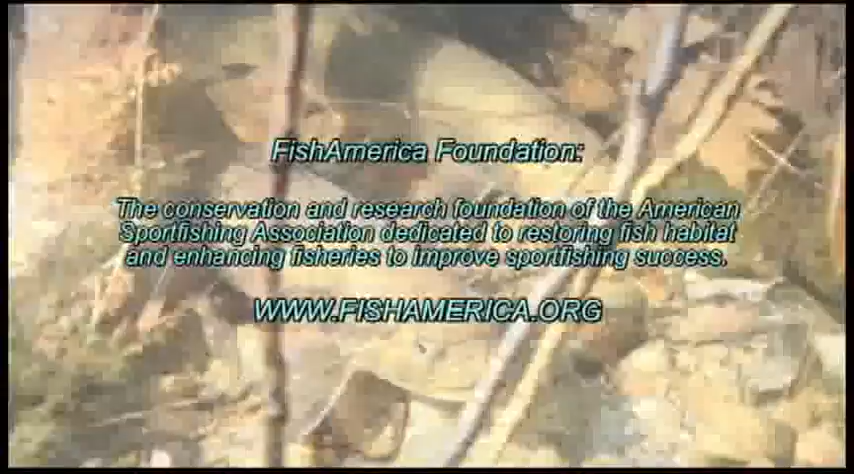 FishAmerica Foundation:
The conservation and research foundation of the American
Sportfishing Association dedicated to restoring fish habitat
and enhancing fisheries to improve sportfishing success.
WWW.FISHAMERICA.ORG